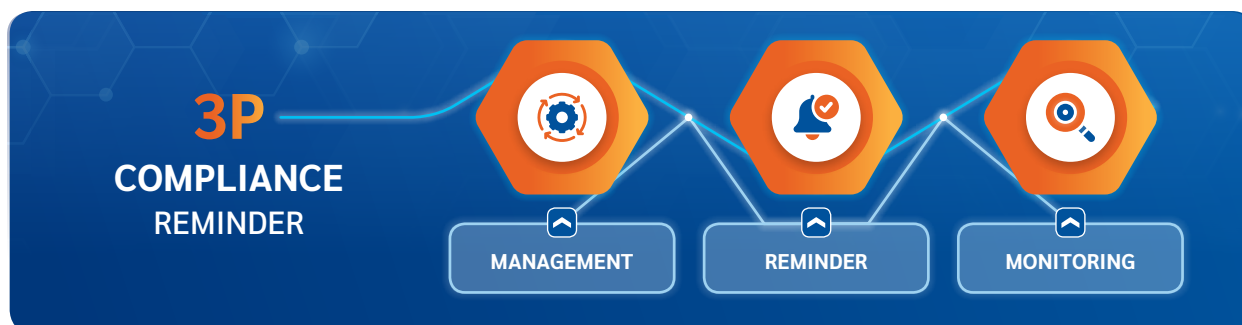 3P
COMPLIANCE
REMINDER
MANAGEMENT
REMINDER
MONITORING